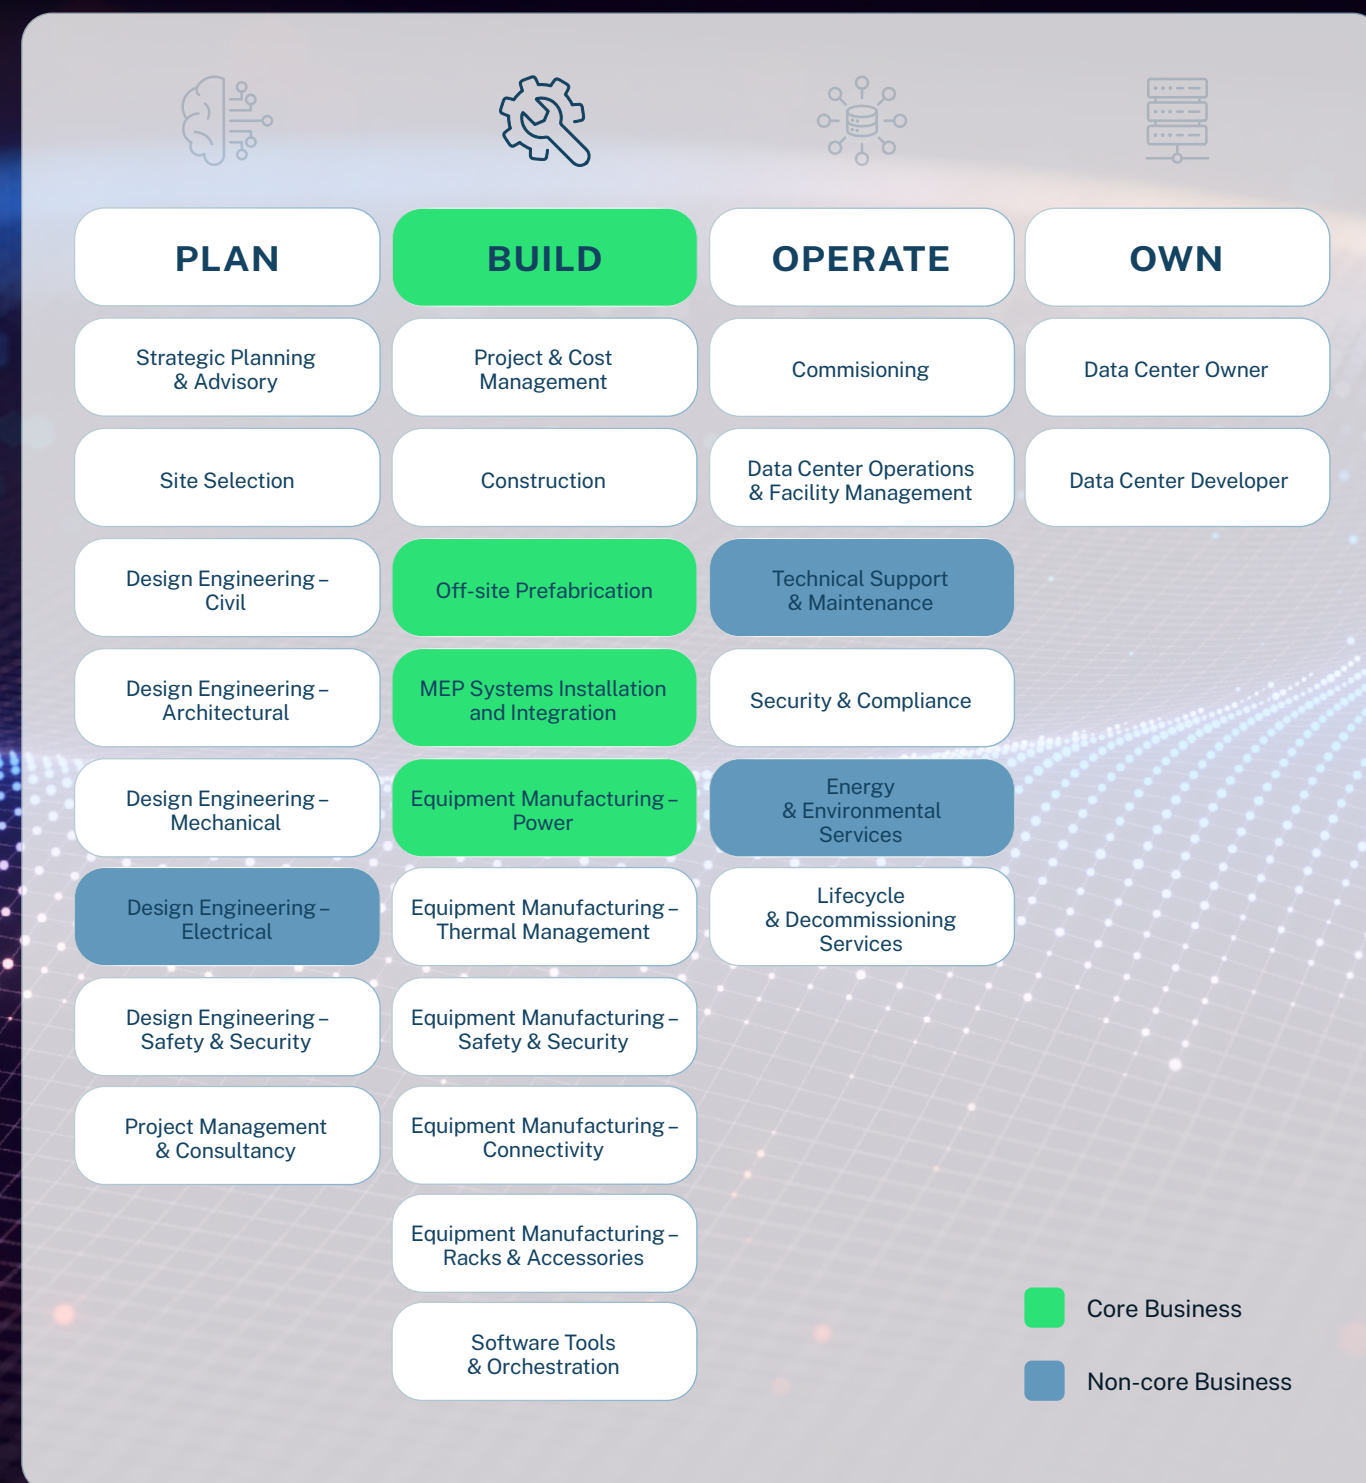 PLAN
Strategic Planning
& Advisory
Site Selection
Design Engineering –
Civil
Design Engineering –
Architectural
Design Engineering –
Mechanical
Design Engineering –
Electrical
Design Engineering –
Safety & Security
Project Management
& Consultancy
BUILD
Project & Cost
Management
Construction
Off-site Prefabrication
MEP Systems Installation
and Integration
Equipment Manufacturing –
Power
Equipment Manufacturing –
Thermal Management
Equipment Manufacturing –
Safety & Security
Equipment Manufacturing –
Connectivity
Equipment Manufacturing –
Racks & Accessories
Software Tools
& Orchestration
OPERATE
Commisioning
Data Center Operations
& Facility Management
Technical Support
& Maintenance
Security & Compliance
Energy
& Environmental
Services
Lifecycle
& Decommissioning
Services
OWN
Data Center Owner
Data Center Developer
Core Business
Non-core Business